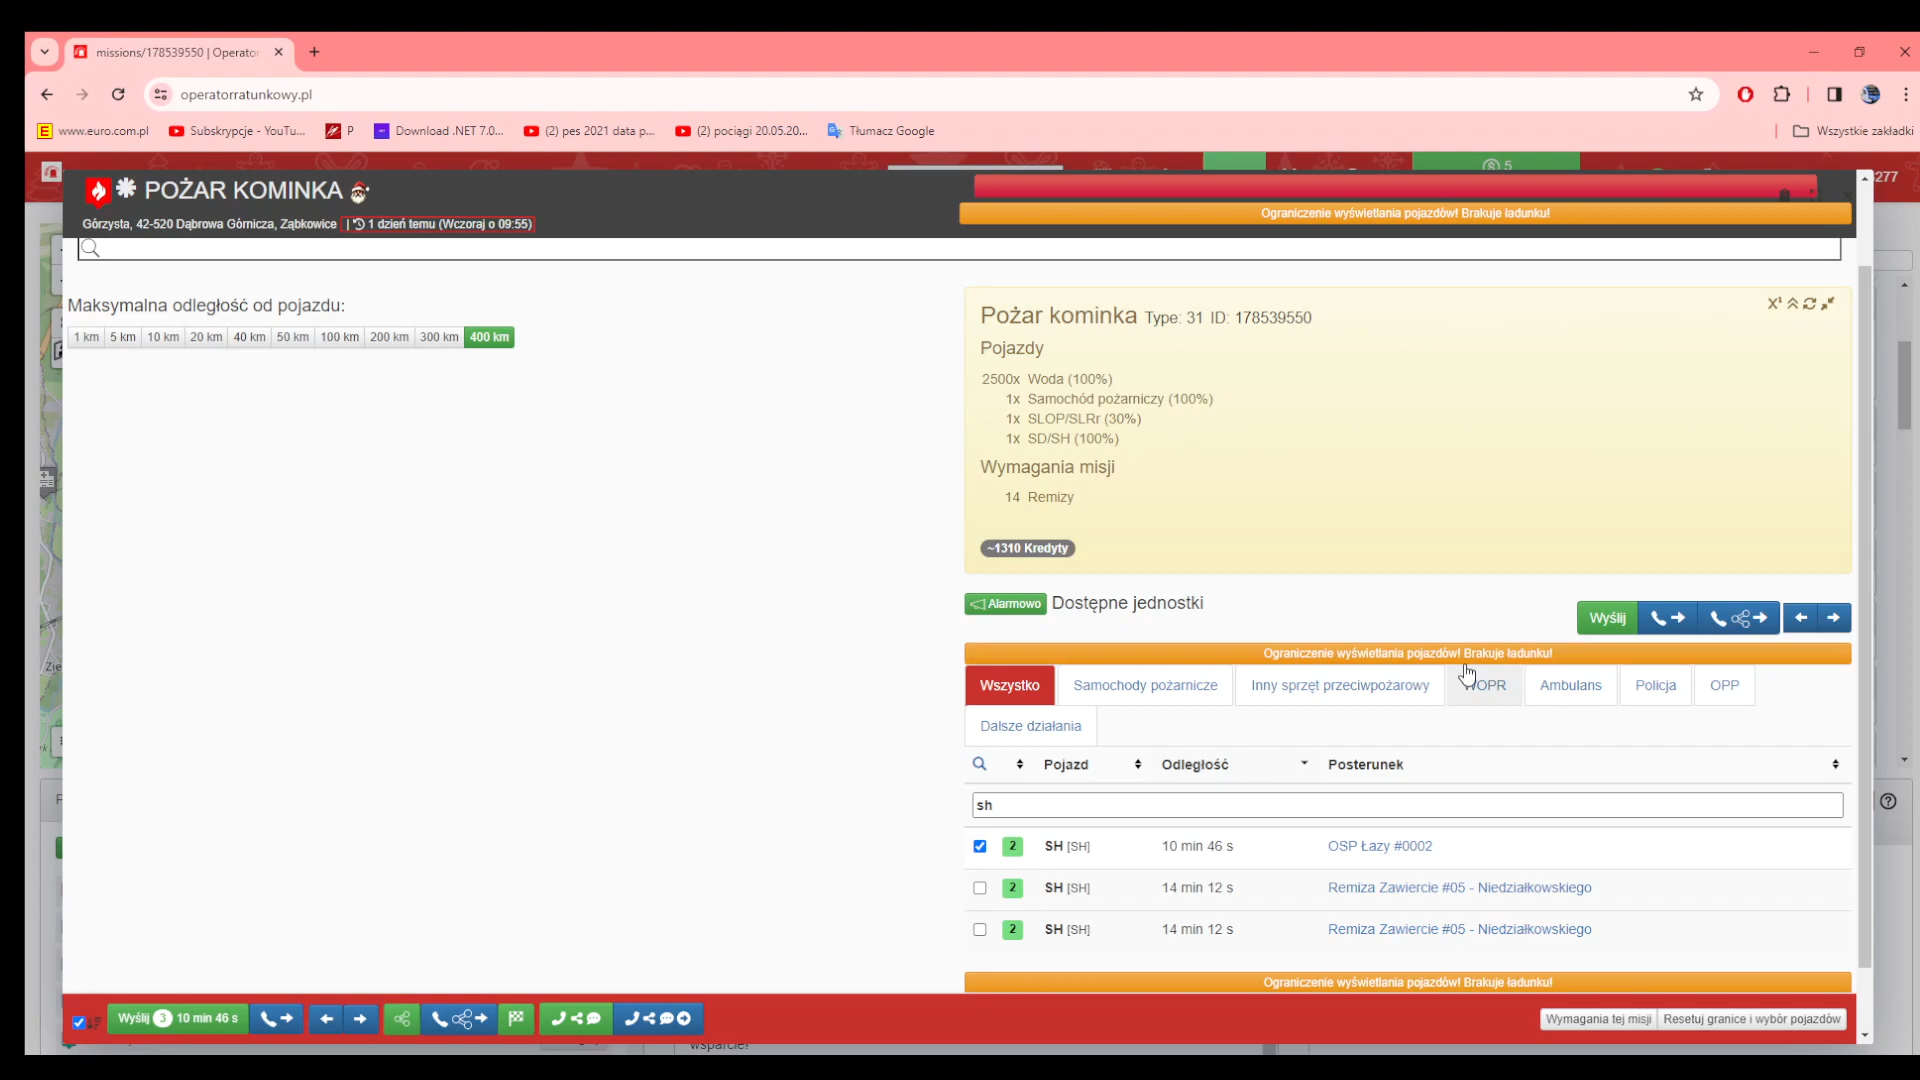 missions/178539550 | Operator
operatorratunkowy.pl
www.euro.com.pl
Subskrypcje - YouTu...
P
Download .NET 7.0...
(2) pes 2021 data p...
(2) pociągi 20.05.20...
Tłumacz Google
Wszystkie zakładki
5
277
POŻAR KOMINKA
Górzysta, 42-520 Dąbrowa Górnicza, Ząbkowice | 1 dzień temu (Wczoraj o 09:55)
Ograniczenie wyświetlania pojazdów! Brakuje ładunku!
Maksymalna odległość od pojazdu:
1 km 5 km 10 km 20 km 40 km 50 km 100 km 200 km 300 km 400 km
Pożar kominka Type: 31 ID: 178539550
X¹
Pojazdy
2500x Woda (100%)
1x Samochód pożarniczy (100%)
1x SLOP/SLRr (30%)
1x SD/SH (100%)
Wymagania misji
14 Remizy
~1310 Kredyty
Alarmowo Dostępne jednostki
Wyślij
Ograniczenie wyświetlania pojazdów! Brakuje ładunku!
Wszystko Samochody pożarnicze Inny sprzęt przeciwpożarowy WOPR Ambulans Policja OPP
Dalsze działania
Pojazd Odległość Posterunek
sh
2 SH [SH] 10 min 46 s OSP Łazy #0002
2 SH [SH] 14 min 12 s Remiza Zawiercie #05 - Niedziałkowskiego
2 SH [SH] 14 min 12 s Remiza Zawiercie #05 - Niedziałkowskiego
Ograniczenie wyświetlania pojazdów! Brakuje ładunku!
Wyślij 3 10 min 46 s
Wymagania tej misji Resetuj granice i wybór pojazdów
wsparcie!